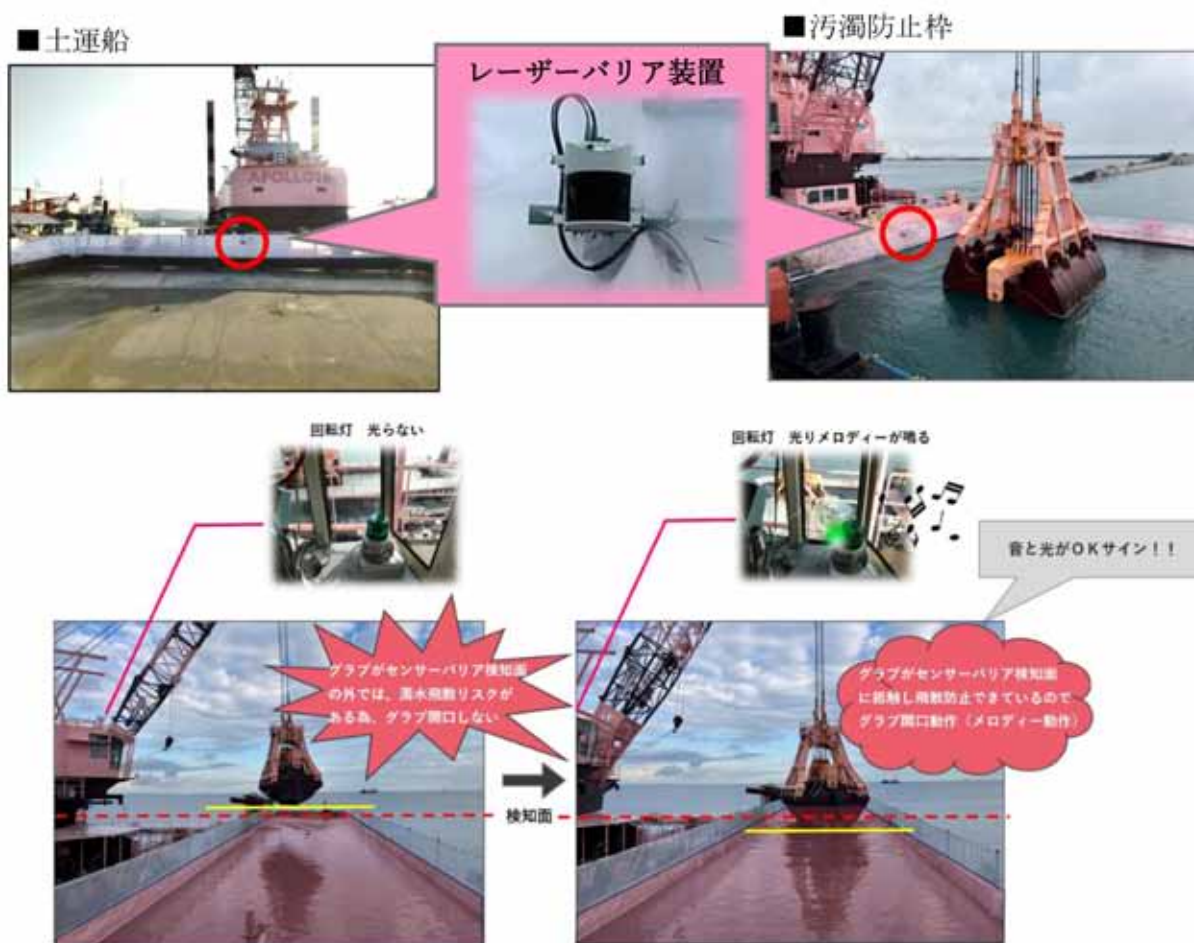 ■土運船
■汚濁防止枠
レーザーバリア装置
APOLLO
回転灯 光らない
回転灯 光りメロディーが鳴る
音と光がOKサイン!!
グラブがセンサーバリア検知面
の外では、濁水飛散リスクが
ある為、グラブ開口しない
グラブがセンサーバリア検知面
に接触し飛散防止できているので
グラブ開口動作(メロディー動作)
検知面